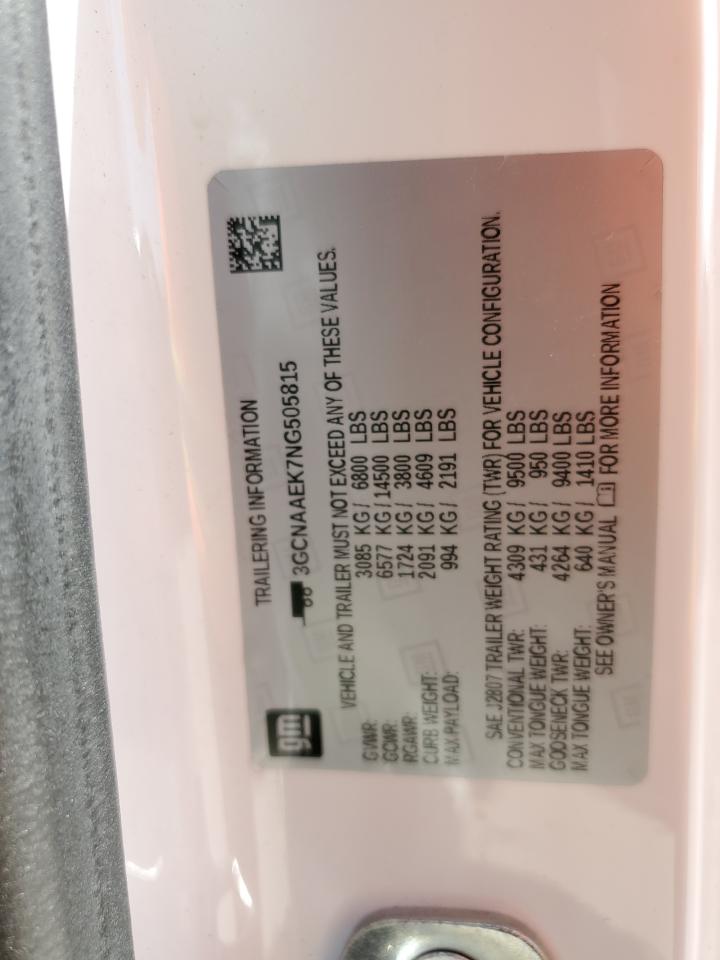 gm
TRAILERING INFORMATION
3GCNAAEK7NG505815
VEHICLE AND TRAILER MUST NOT EXCEED ANY OF THESE VALUES.
GVWR: 3085 KG / 6800 LBS
GCWR: 6577 KG / 14500 LBS
RGAWR: 1724 KG / 3800 LBS
CURB WEIGHT: 2091 KG / 4609 LBS
MAX PAYLOAD: 994 KG / 2191 LBS
SAE J2807 TRAILER WEIGHT RATING (TWR) FOR VEHICLE CONFIGURATION.
CONVENTIONAL TWR: 4309 KG / 9500 LBS
MAX TONGUE WEIGHT: 431 KG / 950 LBS
GOOSENECK TWR: 4264 KG / 9400 LBS
MAX TONGUE WEIGHT: 640 KG / 1410 LBS
SEE OWNER'S MANUAL FOR MORE INFORMATION